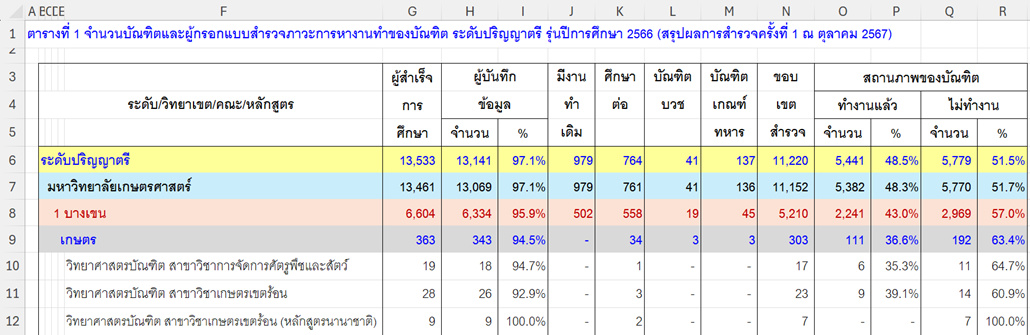 A B C C E F G H I J K L M N O P Q R
1 ตารางที่ 1 จำนวนบัณฑิตและผู้กรอกแบบสำรวจภาวะการหางานทำของบัณฑิต ระดับปริญญาตรี รุ่นปีการศึกษา 2566 (สรุปผลการสำรวจครั้งที่ 1 ณ ตุลาคม 2567)
2
3 ผู้สำเร็จ ผู้บันทึก มีงาน ศึกษา บัณฑิต บัณฑิต ขอบ สถานภาพของบัณฑิต
4 ระดับ/วิทยาเขต/คณะ/หลักสูตร การ ข้อมูล ทำ ต่อ บวช เกณฑ์ เขต ทำงานแล้ว ไม่ทำงาน
5 ศึกษา จำนวน % เดิม ทหาร สำรวจ จำนวน % จำนวน %
6 ระดับปริญญาตรี 13,533 13,141 97.1% 979 764 41 137 11,220 5,441 48.5% 5,779 51.5%
7 มหาวิทยาลัยเกษตรศาสตร์ 13,461 13,069 97.1% 979 761 41 136 11,152 5,382 48.3% 5,770 51.7%
8 1 บางเขน 6,604 6,334 95.9% 502 558 19 45 5,210 2,241 43.0% 2,969 57.0%
9 เกษตร 363 343 94.5% - 34 3 3 303 111 36.6% 192 63.4%
10 วิทยาศาสตรบัณฑิต สาขาวิชาการจัดการศัตรูพืชและสัตว์ 19 18 94.7% - 1 - - 17 6 35.3% 11 64.7%
11 วิทยาศาสตรบัณฑิต สาขาวิชาเกษตรเขตร้อน 28 26 92.9% - 3 - - 23 9 39.1% 14 60.9%
12 วิทยาศาสตรบัณฑิต สาขาวิชาเกษตรเขตร้อน (หลักสูตรนานาชาติ) 9 9 100.0% - 2 - - 7 - - 7 100.0%